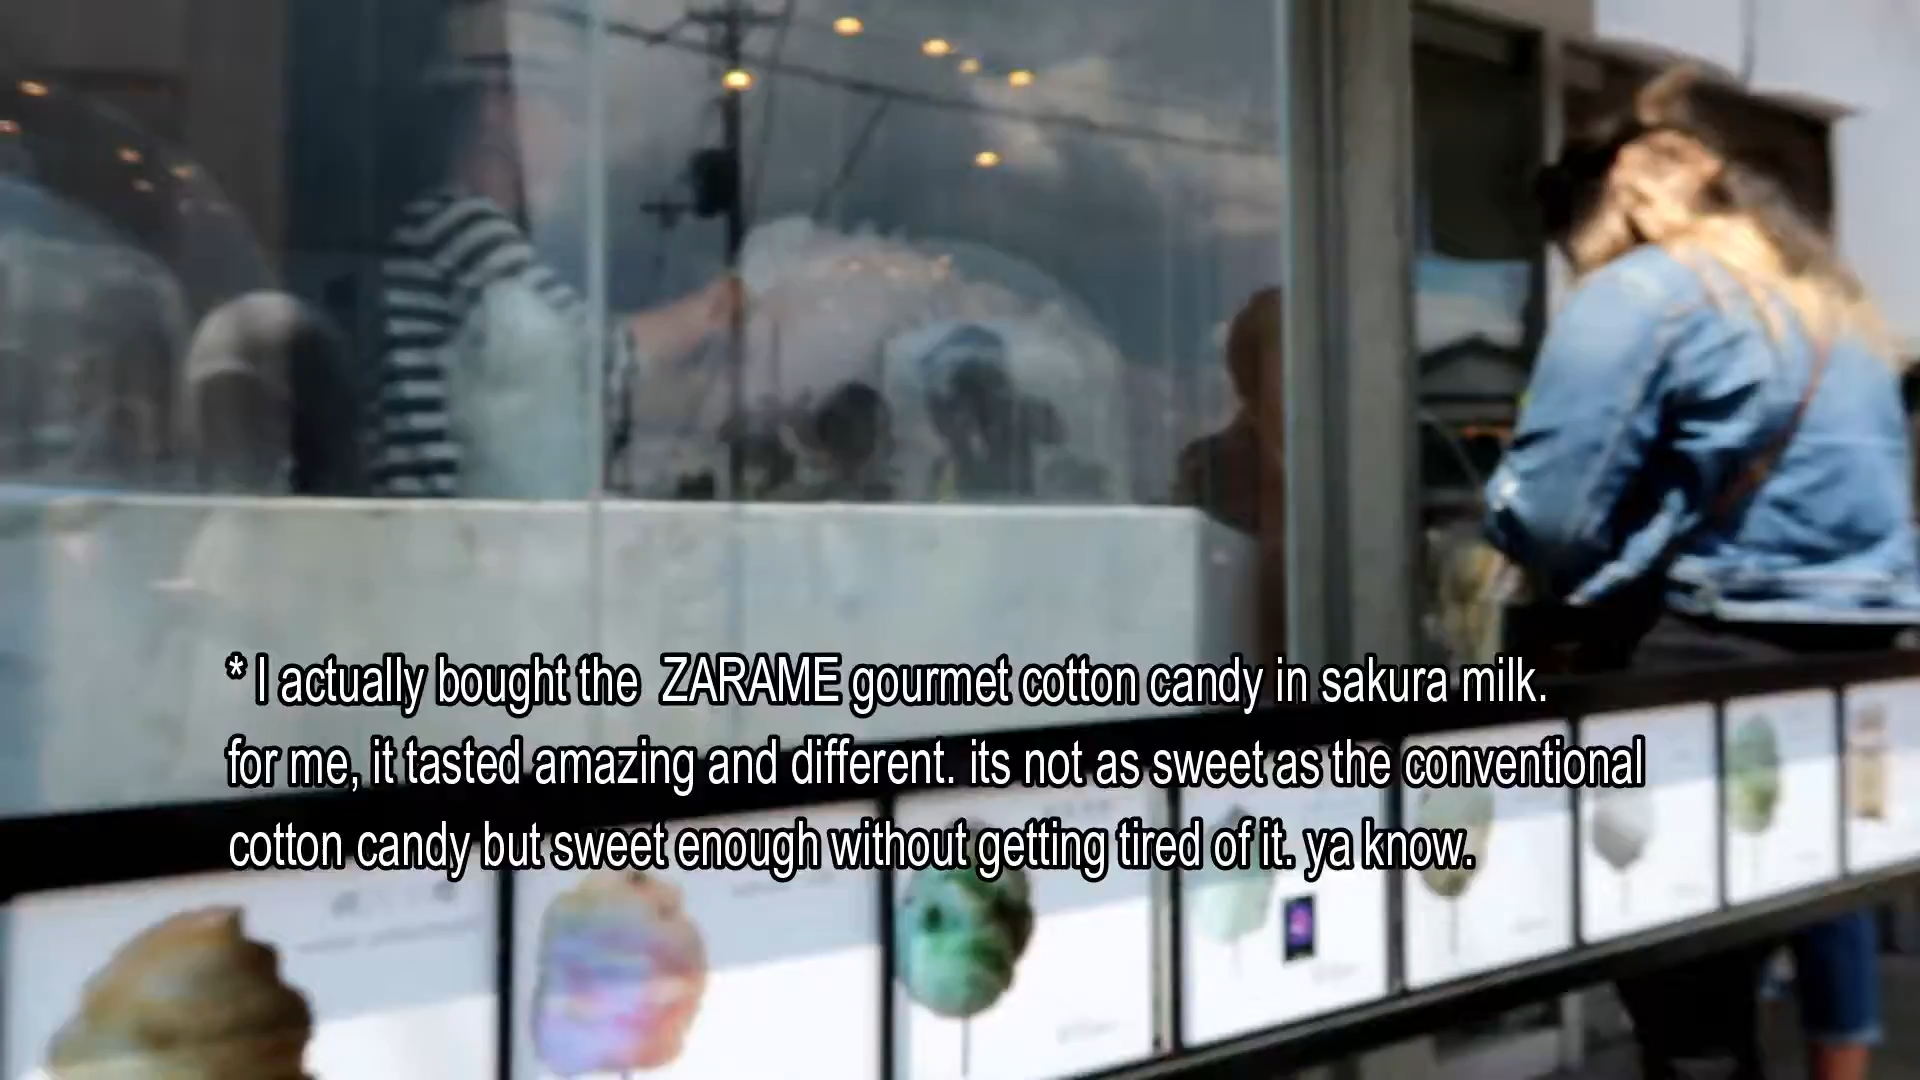 * I actually bought the ZARAME gourmet cotton candy in sakura milk.
for me, it tasted amazing and different. its not as sweet as the conventional
cotton candy but sweet enough without getting tired of it. ya know.